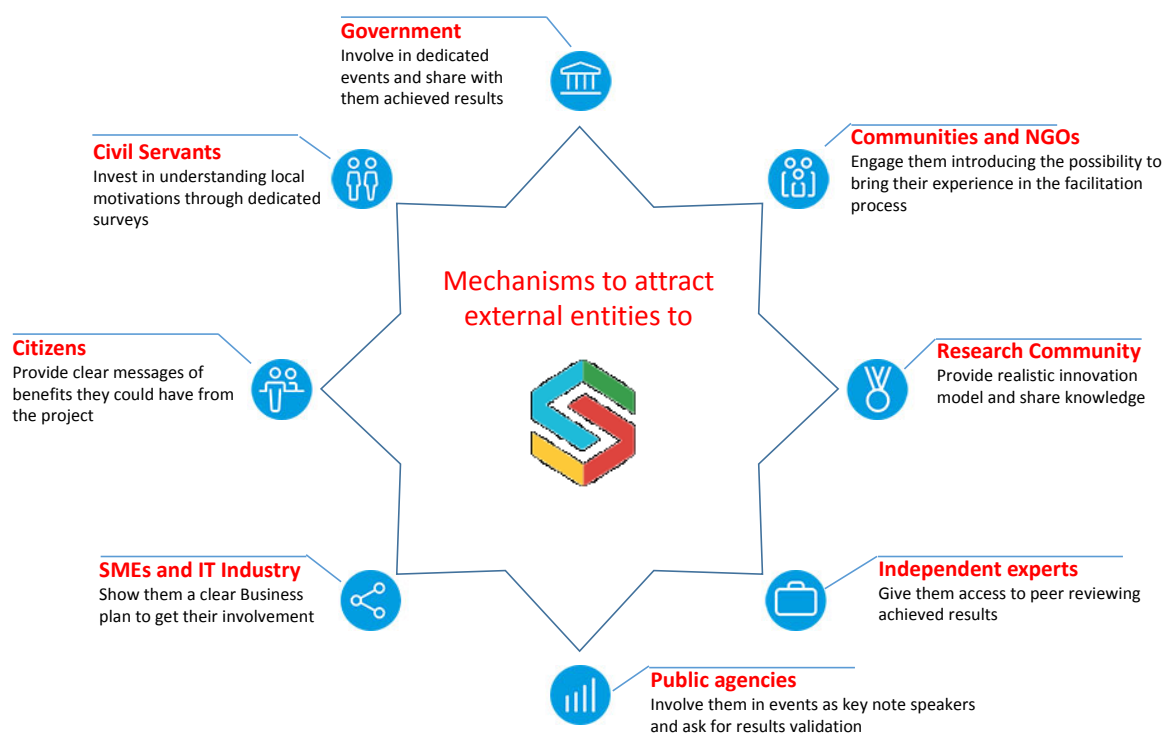 Government
Involve in dedicated
events and share with
them achieved results
Civil Servants
Invest in understanding local
motivations through dedicated
surveys
Communities and NGOs
Engage them introducing the possibility to
bring their experience in the facilitation
process
Mechanisms to attract
external entities to
Citizens
Provide clear messages of
benefits they could have from
the project
Research Community
Provide realistic innovation
model and share knowledge
SMEs and IT Industry
Show them a clear Business
plan to get their involvement
Independent experts
Give them access to peer reviewing
achieved results
Public agencies
Involve them in events as key note speakers
and ask for results validation